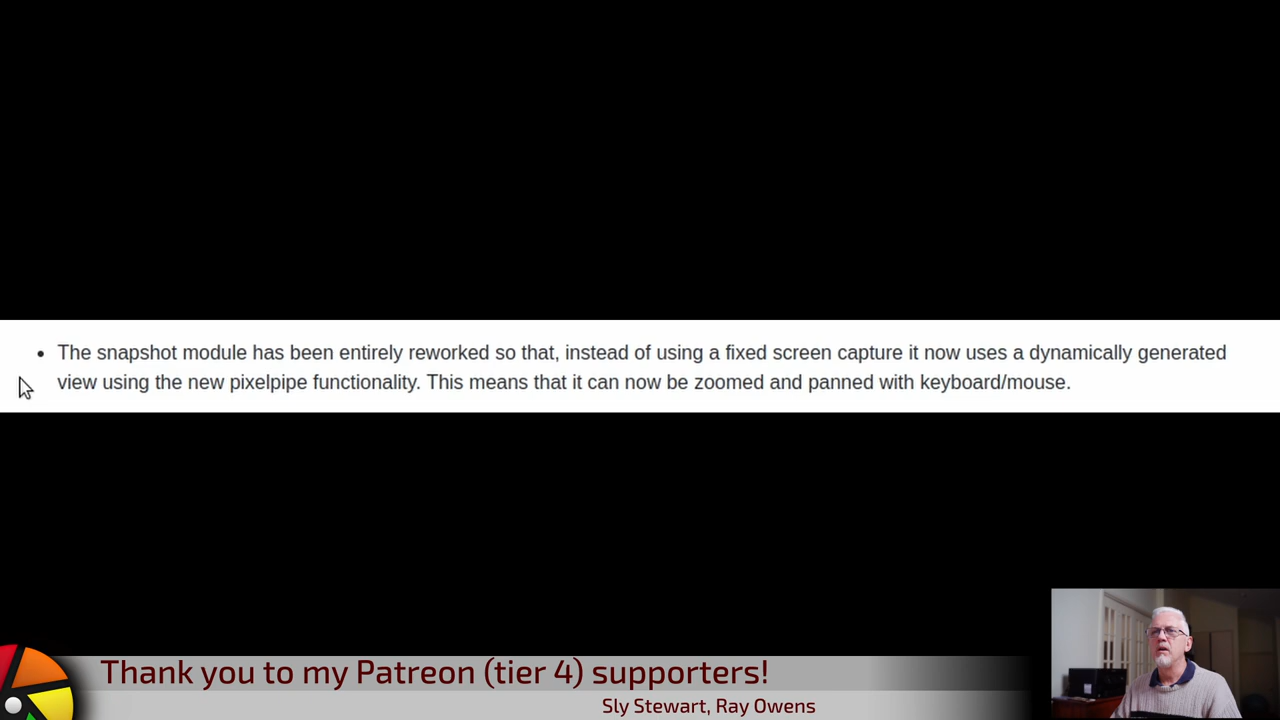 • The snapshot module has been entirely reworked so that, instead of using a fixed screen capture it now uses a dynamically generated
view using the new pixelpipe functionality. This means that it can now be zoomed and panned with keyboard/mouse.
Thank you to my Patreon (tier 4) supporters!
Sly Stewart, Ray Owens